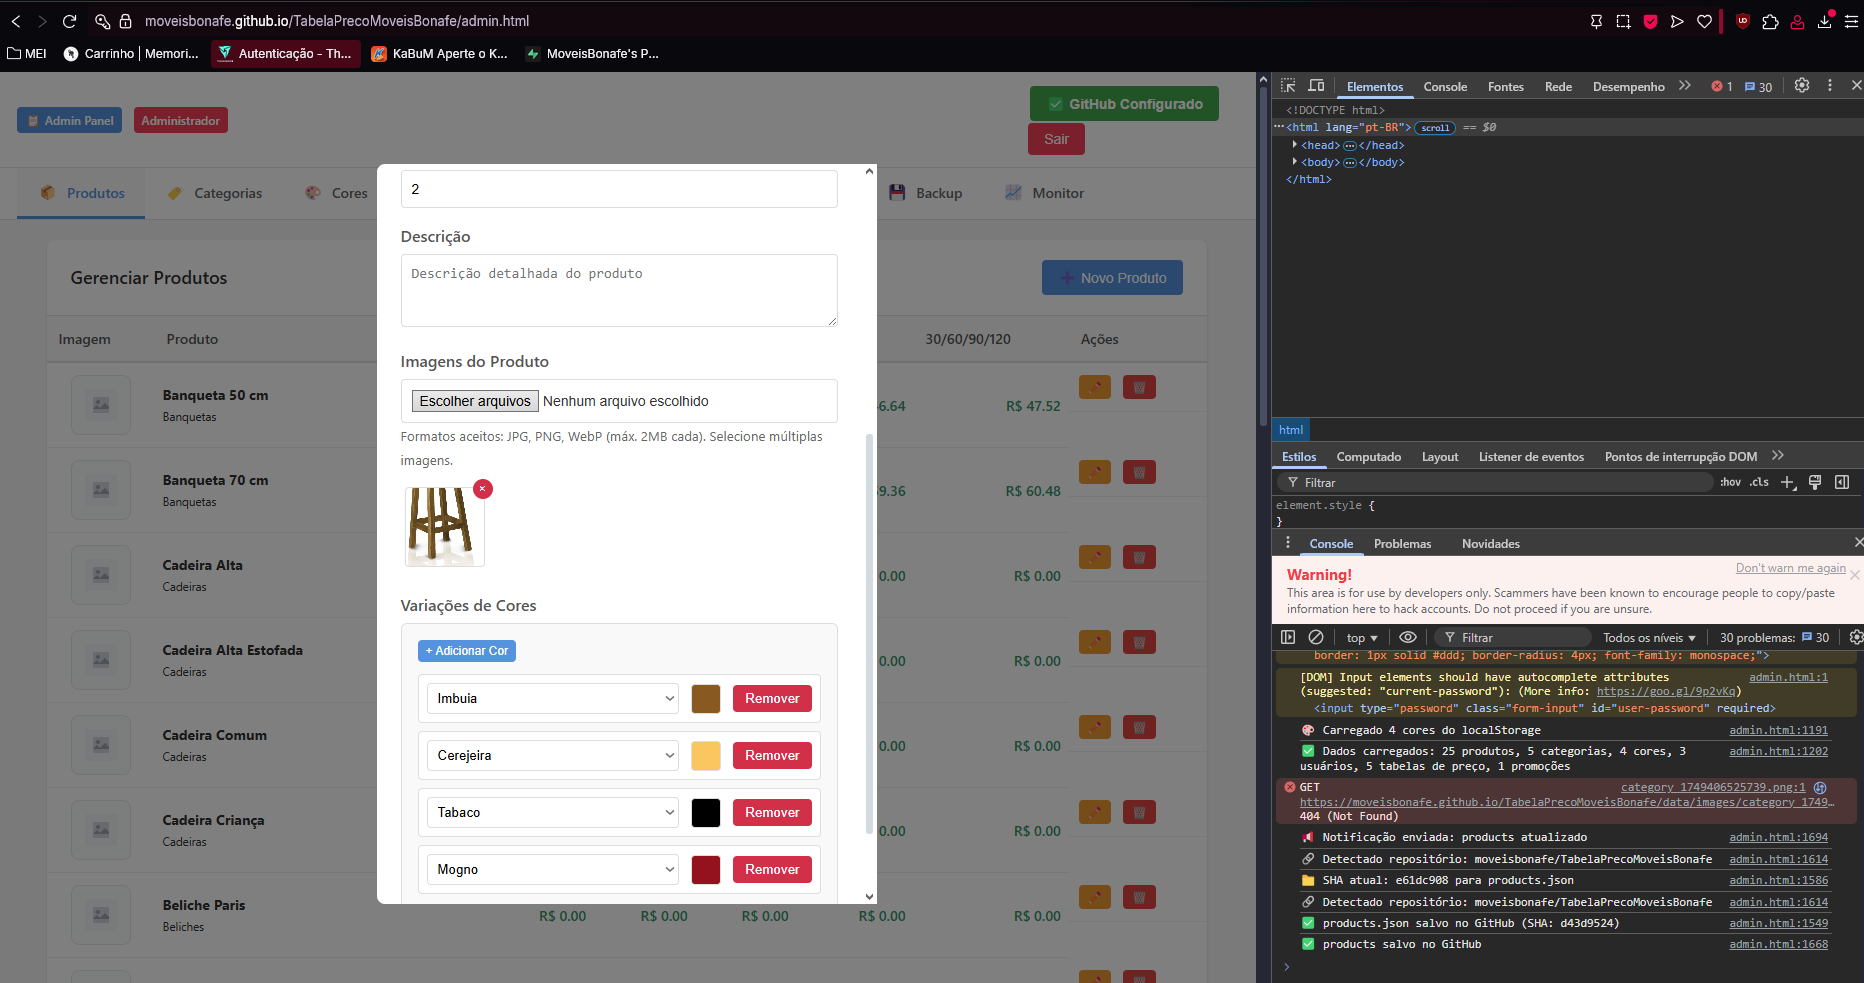 moveisbonafe.github.io/TabelaPrecoMoveisBonafe/admin.html
MEI
Carrinho | Memori...
Autenticação - Th...
KaBuM Aperte o K...
MoveisBonafe's P...
Admin Panel
Administrador
GitHub Configurado
Sair
Produtos
Categorias
Cores
Backup
Monitor
Gerenciar Produtos
Novo Produto
Imagem
Produto
30/60/90/120
Ações
Banqueta 50 cm
Banquetas
6.64
R$ 47.52
Banqueta 70 cm
Banquetas
9.36
R$ 60.48
Cadeira Alta
Cadeiras
0.00
R$ 0.00
Cadeira Alta Estofada
Cadeiras
0.00
R$ 0.00
Cadeira Comum
Cadeiras
0.00
R$ 0.00
Cadeira Criança
Cadeiras
0.00
R$ 0.00
Beliche Paris
Beliches
R$ 0.00
R$ 0.00
R$ 0.00
R$ 0.00
R$ 0.00
2
Descrição
Descrição detalhada do produto
Imagens do Produto
Escolher arquivos Nenhum arquivo escolhido
Formatos aceitos: JPG, PNG, WebP (máx. 2MB cada). Selecione múltiplas
imagens.
Variações de Cores
+ Adicionar Cor
Imbuia
Remover
Cerejeira
Remover
Tabaco
Remover
Mogno
Remover
Elementos
Console
Fontes
Rede
Desempenho
1
30
<!DOCTYPE html>
<html lang="pt-BR"> scroll == $0
<head> </head>
<body> </body>
</html>
html
Estilos
Computado
Layout
Listener de eventos
Pontos de interrupção DOM
Filtrar
:hov .cls
element.style {
}
Console
Problemas
Novidades
Don't warn me again
Warning!
This area is for use by developers only. Scammers have been known to encourage people to copy/paste
information here to hack accounts. Do not proceed if you are unsure.
top
Filtrar
Todos os níveis
30 problemas: 30
border: 1px solid #ddd; border-radius: 4px; font-family: monospace;">
[DOM] Input elements should have autocomplete attributes admin.html:1
(suggested: "current-password"): (More info: https://goo.gl/9p2vKq)
<input type="password" class="form-input" id="user-password" required>
Carregado 4 cores do localStorage admin.html:1191
Dados carregados: 25 produtos, 5 categorias, 4 cores, 3 admin.html:1202
usuários, 5 tabelas de preço, 1 promoções
GET category_1749406525739.png:1
https://moveisbonafe.github.io/TabelaPrecoMoveisBonafe/data/images/category_1749...
404 (Not Found)
Notificação enviada: products atualizado admin.html:1694
Detectado repositório: moveisbonafe/TabelaPrecoMoveisBonafe admin.html:1614
SHA atual: e61dc908 para products.json admin.html:1586
Detectado repositório: moveisbonafe/TabelaPrecoMoveisBonafe admin.html:1614
products.json salvo no GitHub (SHA: d43d9524) admin.html:1549
products salvo no GitHub admin.html:1668